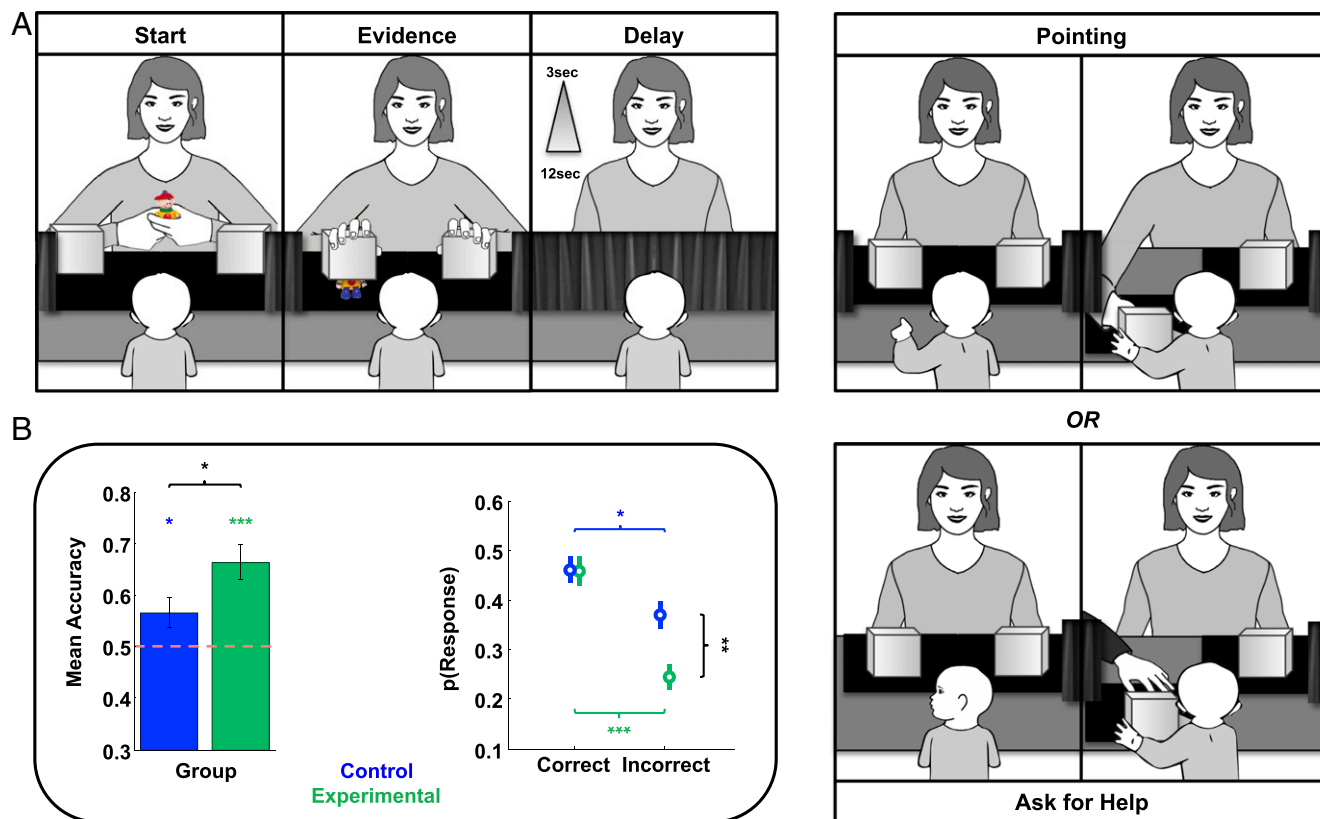 A
Start
Evidence
Delay
3sec
12sec
Pointing
OR
Ask for Help
B
Mean Accuracy
0.8
0.7
0.6
0.5
0.4
0.3
*
*
***
Group
Control
Experimental
p(Response)
0.6
0.5
0.4
0.3
0.2
0.1
*
**
***
Correct Incorrect